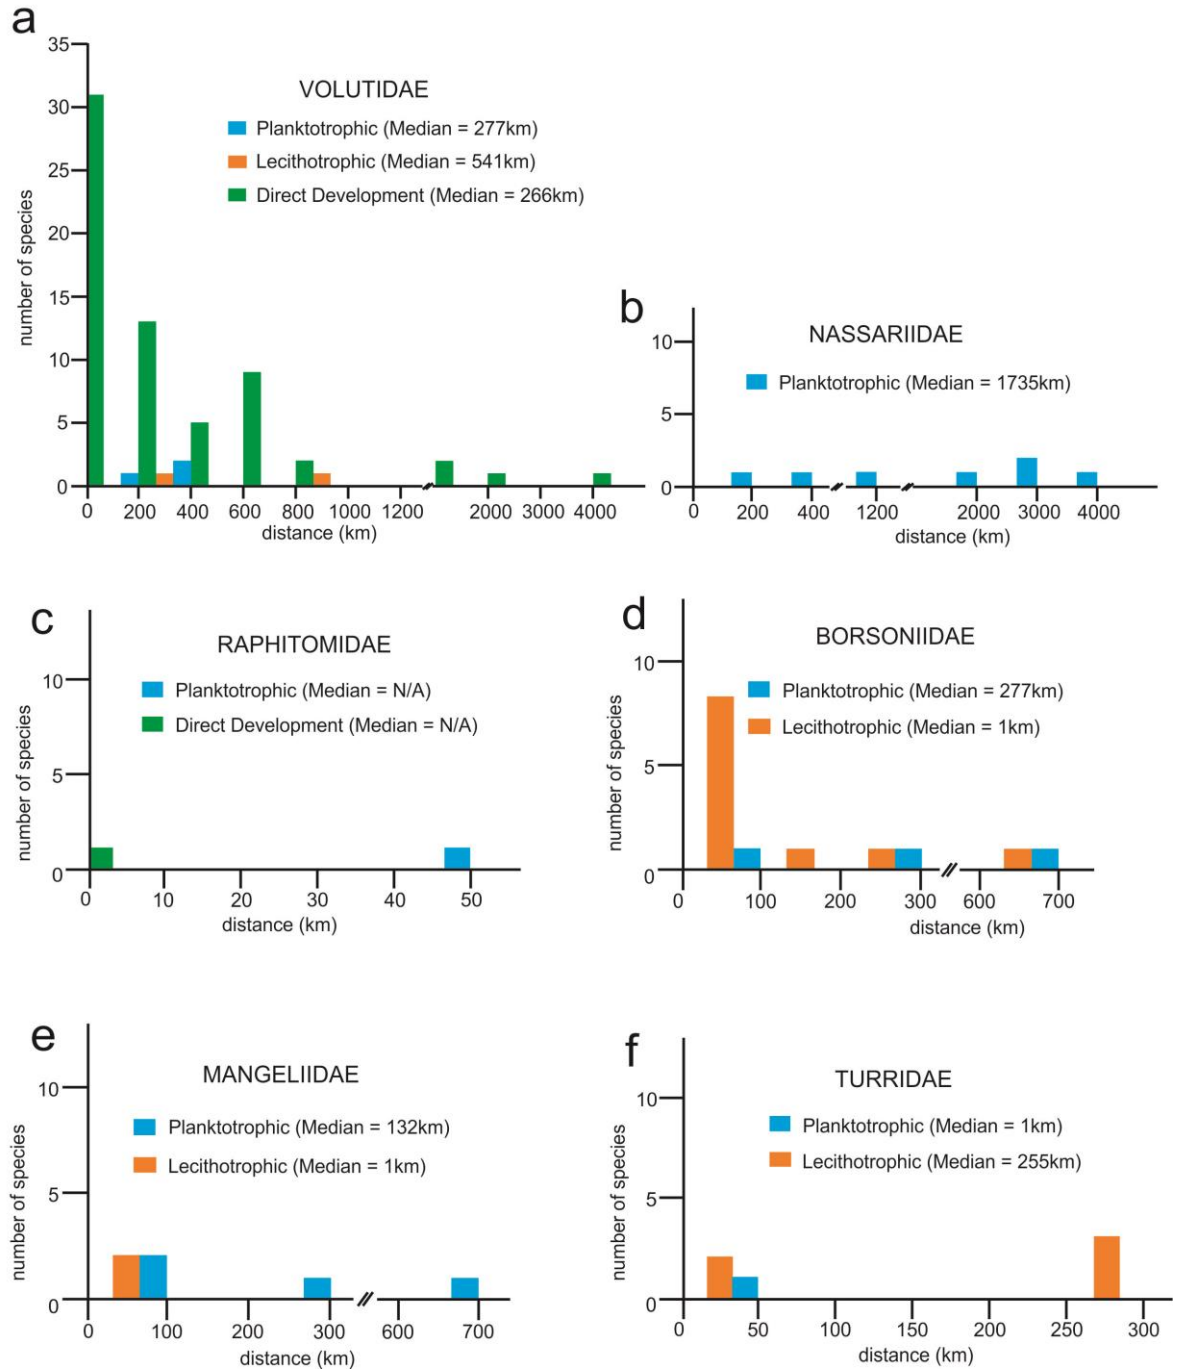 a
VOLUTIDAE
Planktotrophic (Median = 277km)
Lecithotrophic (Median = 541km)
Direct Development (Median = 266km)
number of species
35
30
25
20
15
10
5
0
0 200 400 600 800 1000 1200 2000 3000 4000
distance (km)
b
NASSARIIDAE
Planktotrophic (Median = 1735km)
10
5
0
0 200 400 1200 2000 3000 4000
distance (km)
c
RAPHITOMIDAE
Planktotrophic (Median = N/A)
Direct Development (Median = N/A)
number of species
10
5
0
0 10 20 30 40 50
distance (km)
d
BORSONIIDAE
Planktotrophic (Median = 277km)
Lecithotrophic (Median = 1km)
number of species
10
5
0
0 100 200 300 600 700
distance (km)
e
MANGELIIDAE
Planktotrophic (Median = 132km)
Lecithotrophic (Median = 1km)
number of species
10
5
0
0 100 200 300 600 700
distance (km)
f
TURRIDAE
Planktotrophic (Median = 1km)
Lecithotrophic (Median = 255km)
number of species
10
5
0
0 50 100 150 200 250 300
distance (km)